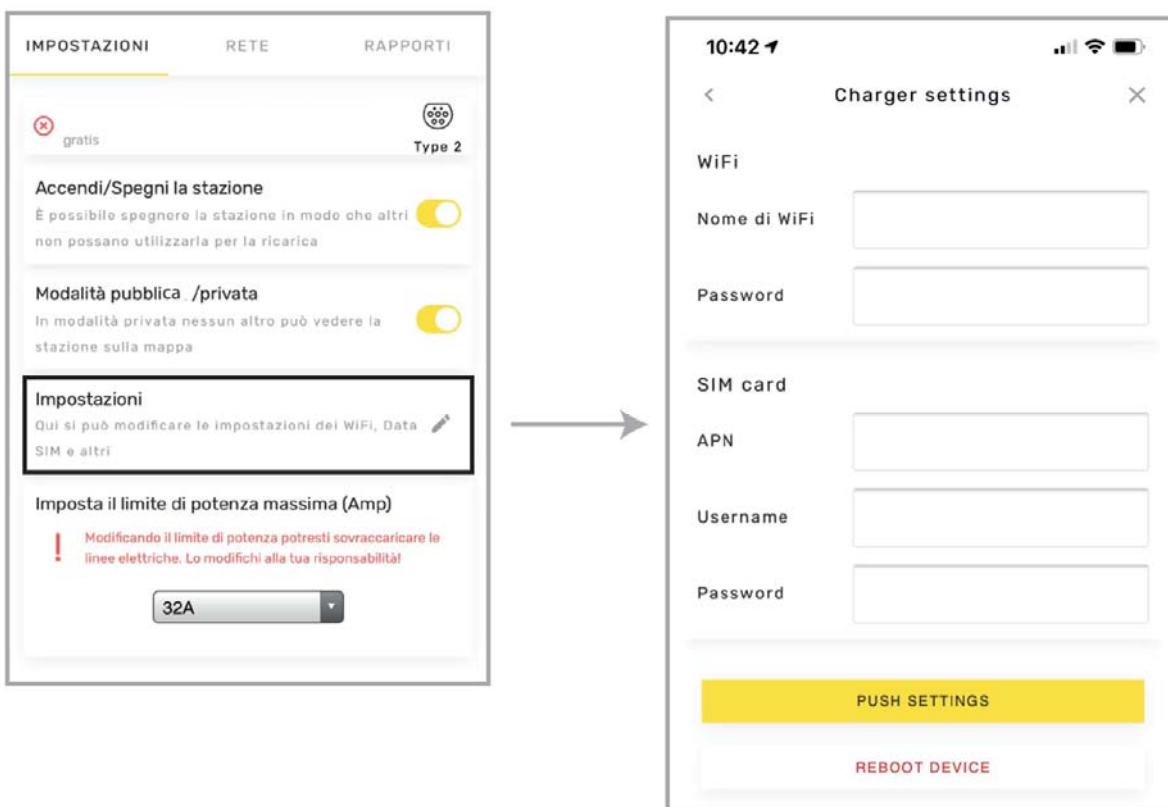 IMPOSTAZIONI RETE RAPPORTI
gratis
Type 2
Accendi/Spegni la stazione
È possibile spegnere la stazione in modo che altri
non possano utilizzarla per la ricarica
Modalità pubblica /privata
In modalità privata nessun altro può vedere la
stazione sulla mappa
Impostazioni
Qui si può modificare le impostazioni dei WiFi, Data
SIM e altri
Imposta il limite di potenza massima (Amp)
! Modificando il limite di potenza potresti sovraccaricare le
linee elettriche. Lo modifichi alla tua risponsabilità!
32A
10:42
Charger settings
WiFi
Nome di WiFi
Password
SIM card
APN
Username
Password
PUSH SETTINGS
REBOOT DEVICE